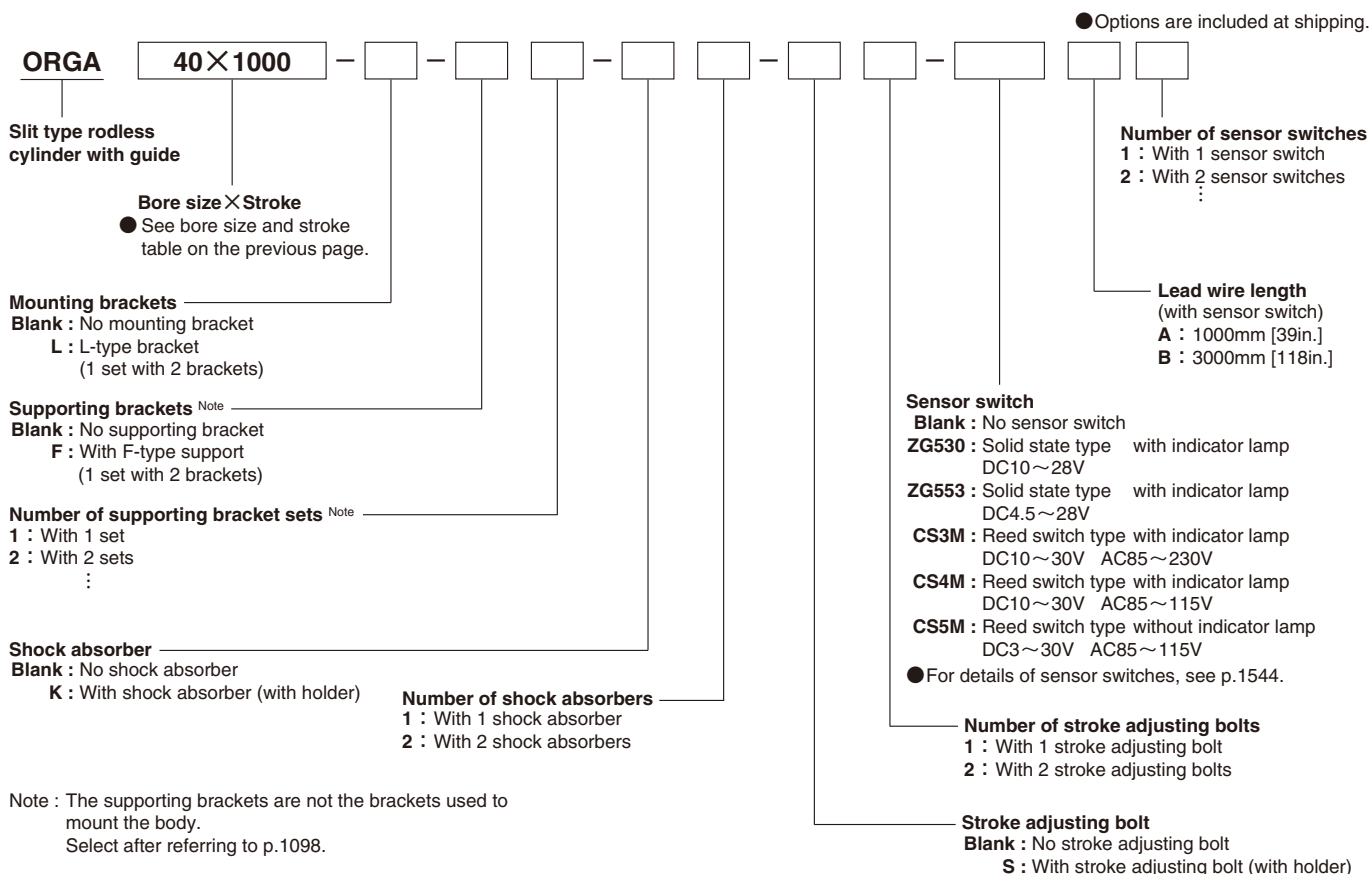 ●Options are included at shipping.
ORGA 40×1000 – – – – –
Slit type rodless
cylinder with guide
Bore size×Stroke
● See bore size and stroke
table on the previous page.
Mounting brackets
Blank : No mounting bracket
L : L-type bracket
(1 set with 2 brackets)
Supporting brackets Note
Blank : No supporting bracket
F : With F-type support
(1 set with 2 brackets)
Number of supporting bracket sets Note
1 : With 1 set
2 : With 2 sets
⋮
Shock absorber
Blank : No shock absorber
K : With shock absorber (with holder)
Number of shock absorbers
1 : With 1 shock absorber
2 : With 2 shock absorbers
Note : The supporting brackets are not the brackets used to
mount the body.
Select after referring to p.1098.
Number of sensor switches
1 : With 1 sensor switch
2 : With 2 sensor switches
⋮
Lead wire length
(with sensor switch)
A : 1000mm [39in.]
B : 3000mm [118in.]
Sensor switch
Blank : No sensor switch
ZG530 : Solid state type with indicator lamp
DC10～28V
ZG553 : Solid state type with indicator lamp
DC4.5～28V
CS3M : Reed switch type with indicator lamp
DC10～30V AC85～230V
CS4M : Reed switch type with indicator lamp
DC10～30V AC85～115V
CS5M : Reed switch type without indicator lamp
DC3～30V AC85～115V
●For details of sensor switches, see p.1544.
Number of stroke adjusting bolts
1 : With 1 stroke adjusting bolt
2 : With 2 stroke adjusting bolts
Stroke adjusting bolt
Blank : No stroke adjusting bolt
S : With stroke adjusting bolt (with holder)